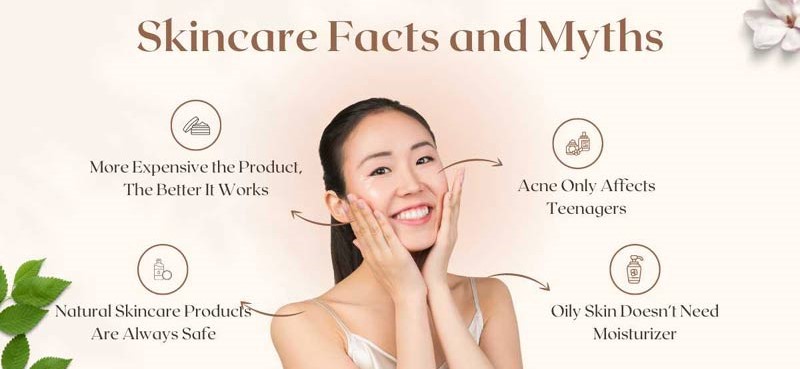 Skincare Facts and Myths
More Expensive the Product,
The Better It Works
Acne Only Affects
Teenagers
Natural Skincare Products
Are Always Safe
Oily Skin Doesn't Need
Moisturizer